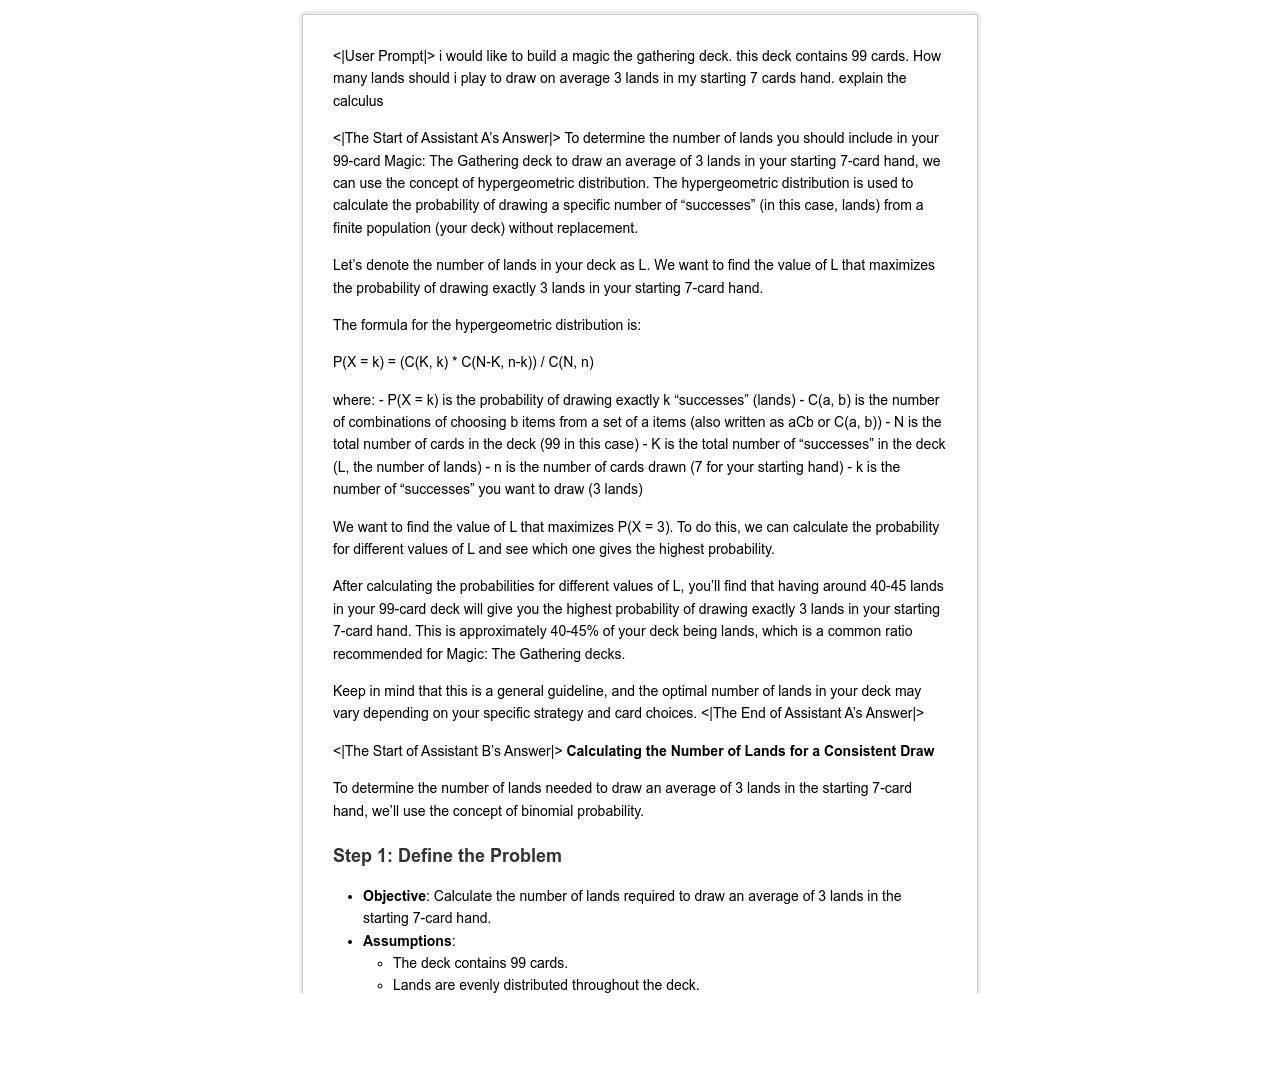 <|User Prompt|> i would like to build a magic the gathering deck. this deck contains 99 cards. How
many lands should i play to draw on average 3 lands in my starting 7 cards hand. explain the
calculus
<|The Start of Assistant A’s Answer|> To determine the number of lands you should include in your
99-card Magic: The Gathering deck to draw an average of 3 lands in your starting 7-card hand, we
can use the concept of hypergeometric distribution. The hypergeometric distribution is used to
calculate the probability of drawing a specific number of “successes” (in this case, lands) from a
finite population (your deck) without replacement.
Let’s denote the number of lands in your deck as L. We want to find the value of L that maximizes
the probability of drawing exactly 3 lands in your starting 7-card hand.
The formula for the hypergeometric distribution is:
P(X = k) = (C(K, k) * C(N-K, n-k)) / C(N, n)
where: - P(X = k) is the probability of drawing exactly k “successes” (lands) - C(a, b) is the number
of combinations of choosing b items from a set of a items (also written as aCb or C(a, b)) - N is the
total number of cards in the deck (99 in this case) - K is the total number of “successes” in the deck
(L, the number of lands) - n is the number of cards drawn (7 for your starting hand) - k is the
number of “successes” you want to draw (3 lands)
We want to find the value of L that maximizes P(X = 3). To do this, we can calculate the probability
for different values of L and see which one gives the highest probability.
After calculating the probabilities for different values of L, you’ll find that having around 40-45 lands
in your 99-card deck will give you the highest probability of drawing exactly 3 lands in your starting
7-card hand. This is approximately 40-45% of your deck being lands, which is a common ratio
recommended for Magic: The Gathering decks.
Keep in mind that this is a general guideline, and the optimal number of lands in your deck may
vary depending on your specific strategy and card choices. <|The End of Assistant A’s Answer|>
<|The Start of Assistant B’s Answer|> Calculating the Number of Lands for a Consistent Draw
To determine the number of lands needed to draw an average of 3 lands in the starting 7-card
hand, we’ll use the concept of binomial probability.
Step 1: Define the Problem
• Objective: Calculate the number of lands required to draw an average of 3 lands in the
starting 7-card hand.
• Assumptions:
◦ The deck contains 99 cards.
◦ Lands are evenly distributed throughout the deck.